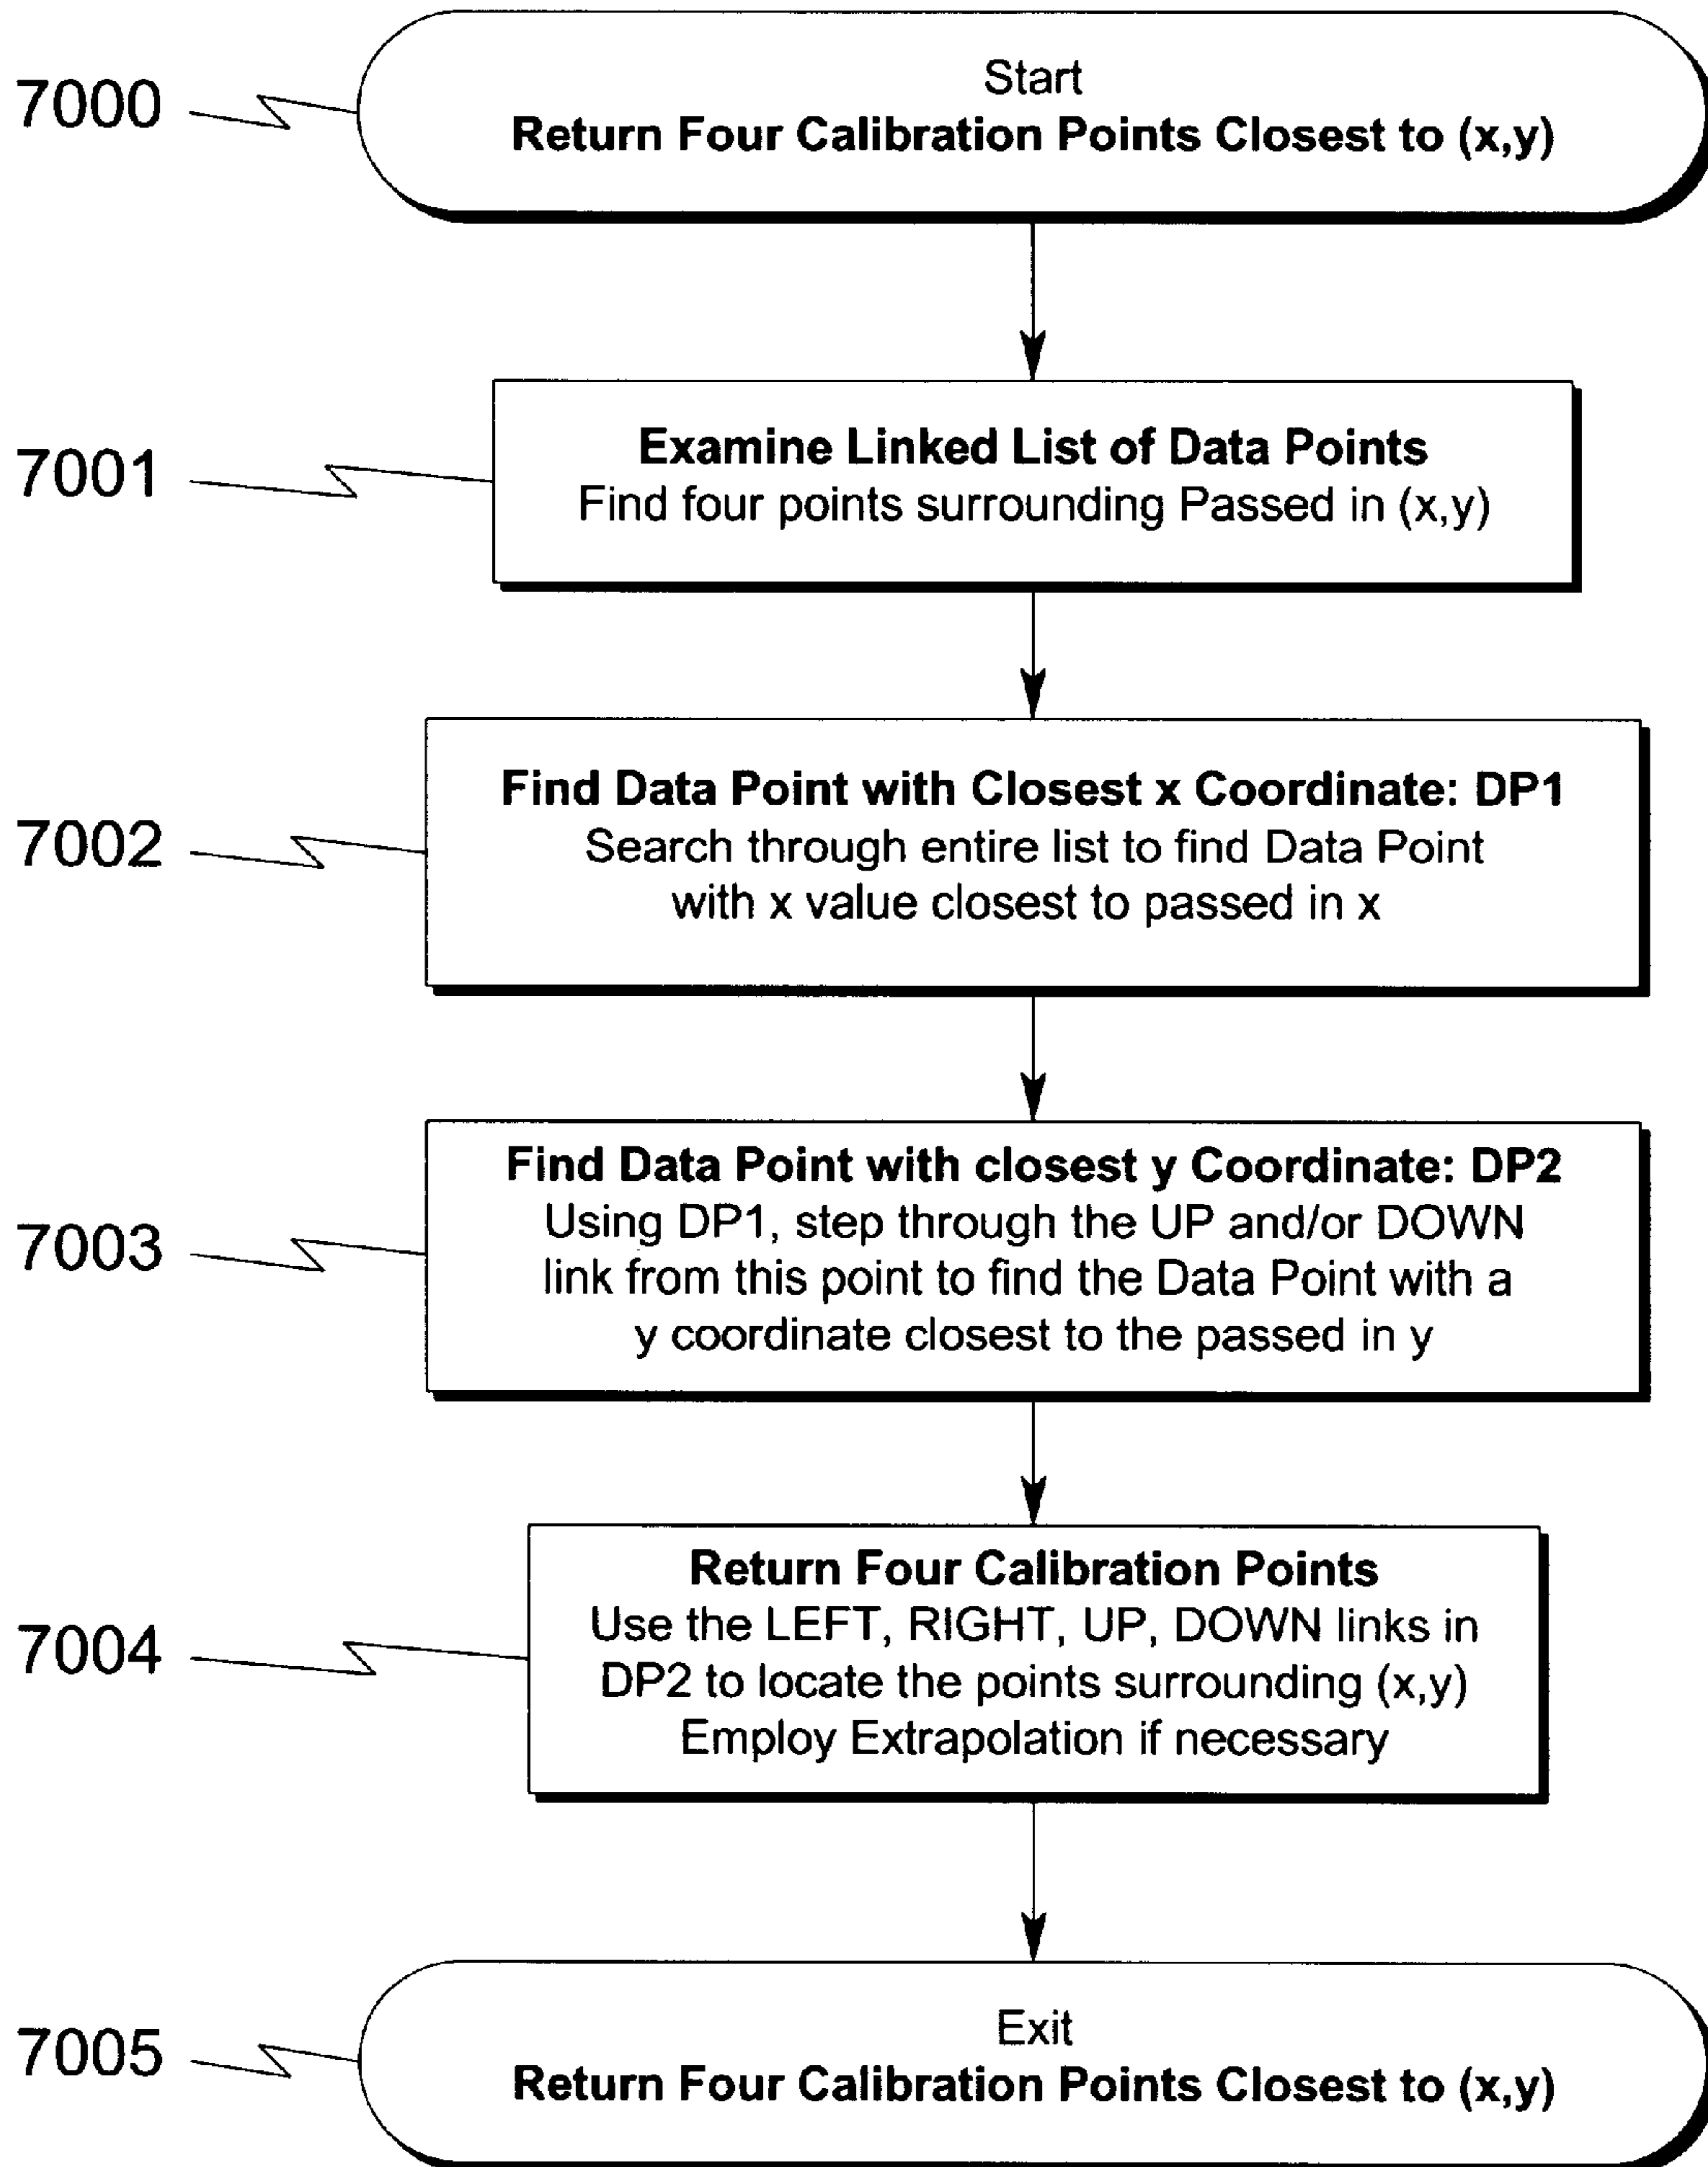 7000
Start
Return Four Calibration Points Closest to (x,y)
7001
Examine Linked List of Data Points
Find four points surrounding Passed in (x,y)
7002
Find Data Point with Closest x Coordinate: DP1
Search through entire list to find Data Point
with x value closest to passed in x
7003
Find Data Point with closest y Coordinate: DP2
Using DP1, step through the UP and/or DOWN
link from this point to find the Data Point with a
y coordinate closest to the passed in y
7004
Return Four Calibration Points
Use the LEFT, RIGHT, UP, DOWN links in
DP2 to locate the points surrounding (x,y)
Employ Extrapolation if necessary
7005
Exit
Return Four Calibration Points Closest to (x,y)